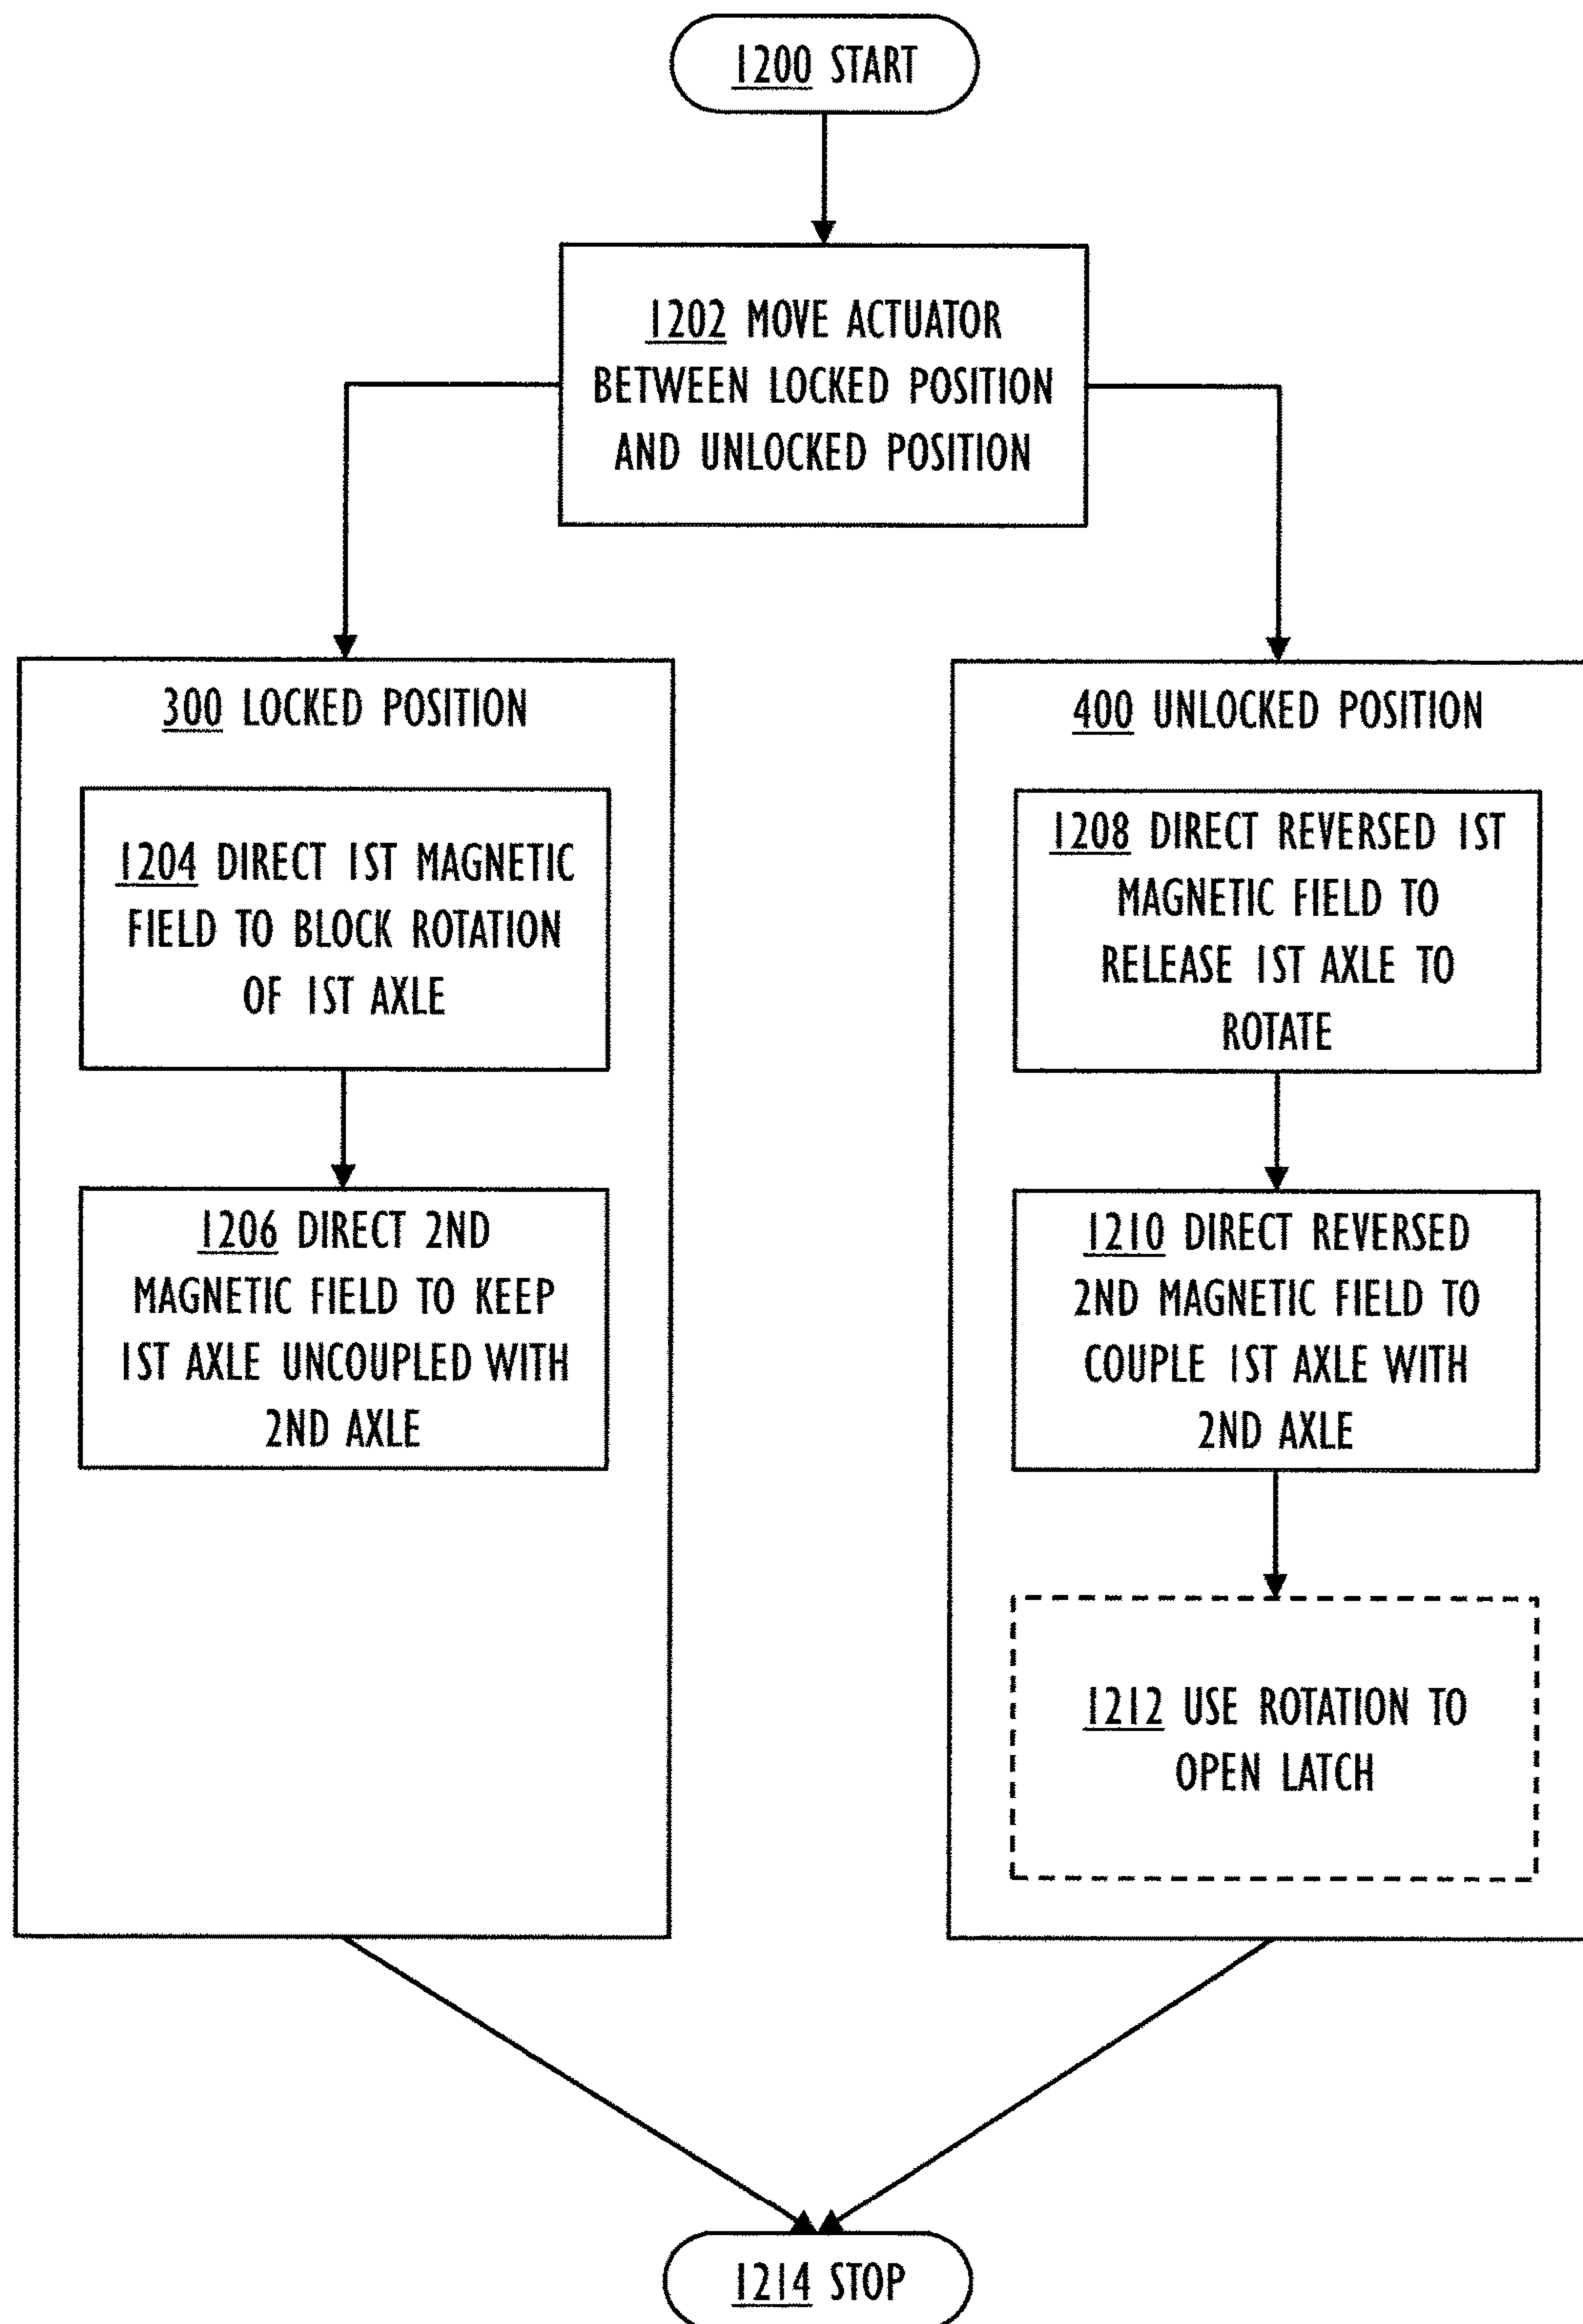 1200 START
1202 MOVE ACTUATOR
BETWEEN LOCKED POSITION
AND UNLOCKED POSITION
300 LOCKED POSITION
1204 DIRECT 1ST MAGNETIC
FIELD TO BLOCK ROTATION
OF 1ST AXLE
1206 DIRECT 2ND
MAGNETIC FIELD TO KEEP
1ST AXLE UNCOUPLED WITH
2ND AXLE
400 UNLOCKED POSITION
1208 DIRECT REVERSED 1ST
MAGNETIC FIELD TO
RELEASE 1ST AXLE TO
ROTATE
1210 DIRECT REVERSED
2ND MAGNETIC FIELD TO
COUPLE 1ST AXLE WITH
2ND AXLE
1212 USE ROTATION TO
OPEN LATCH
1214 STOP